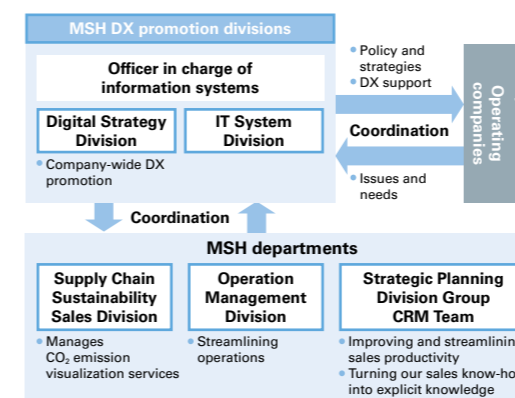 MSH DX promotion divisions
Officer in charge of
information systems
Digital Strategy
Division
IT System
Division
• Company-wide DX
promotion
• Policy and
strategies
• DX support
Coordination
• Issues and
needs
Operating
companies
Coordination
MSH departments
Supply Chain
Sustainability
Sales Division
• Manages
CO₂ emission
visualization services
Operation
Management
Division
• Streamlining
operations
Strategic Planning
Division Group
CRM Team
• Improving and
sales productivity
• Turning our sales
into explicit knowledge